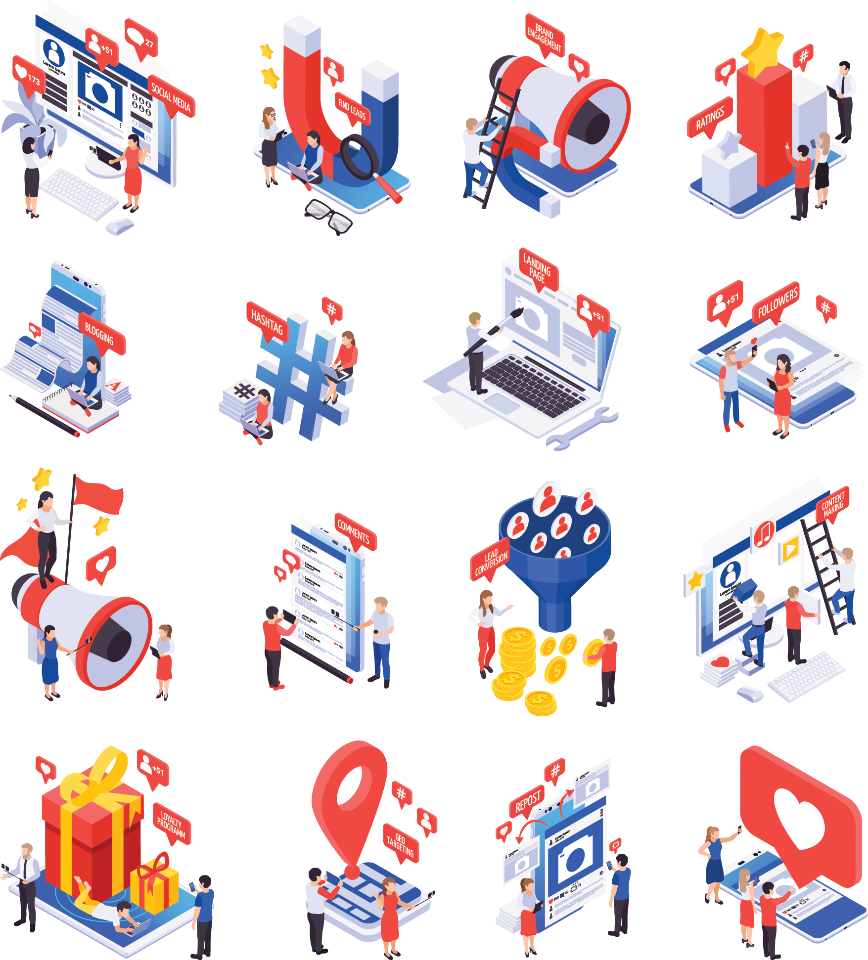 +51
27
173
SOCIAL MEDIA
FIND LEADS
BRAND
ENGAGEMENT
#
RATINGS
BLOGGING
A
HASHTAG
#
#
#
LANDING
PAGE
+51
+51
FOLLOWERS
#
COMMENTS
LEAD
CONVERSION
CONTENT
MAKING
+51
LOYALTY
PROGRAMM
#
GEO
TARGETING
#
REPOST